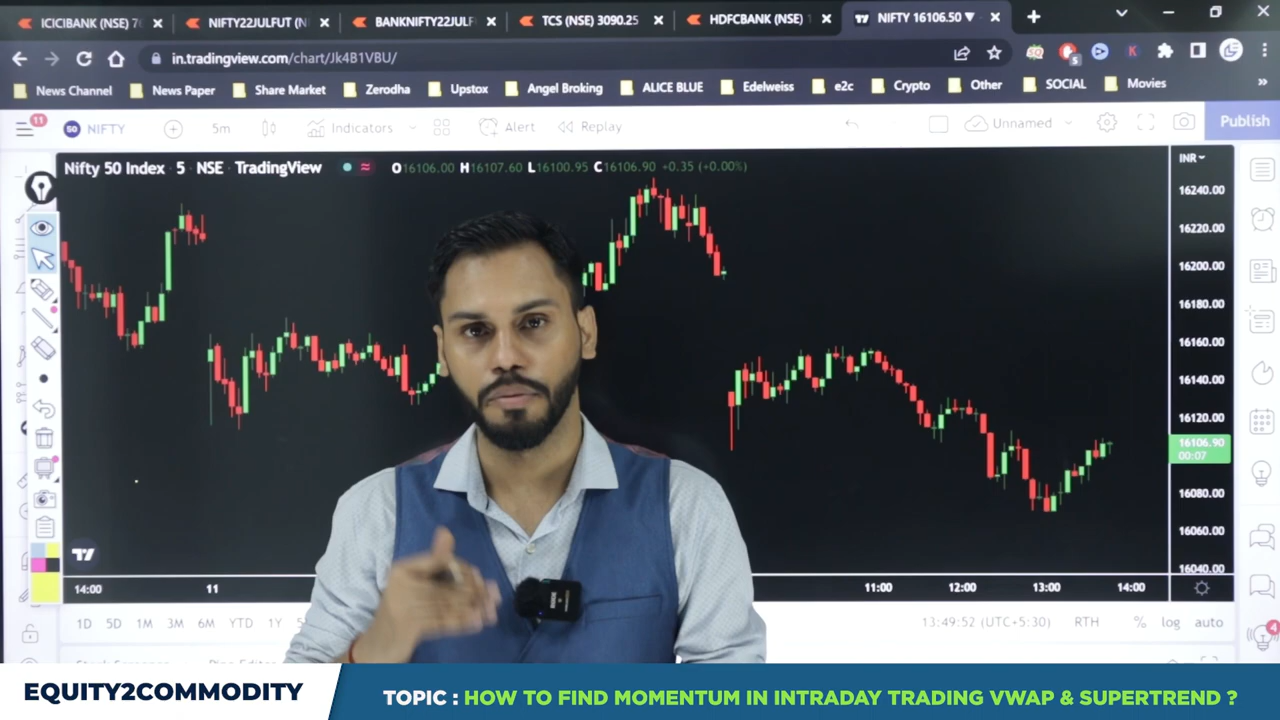 ICICIBANK (NSE) 7(
NIFTY22JULFUT (N
BANKNIFTY22JULF
TCS (NSE) 3090.25
HDFCBANK (NSE) 1
NIFTY 16106.50 ▼
in.tradingview.com/chart/Jk4B1VBU/
News Channel
News Paper
Share Market
Zerodha
Upstox
Angel Broking
ALICE BLUE
Edelweiss
e2c
Crypto
Other
SOCIAL
Movies
11
50 NIFTY
5m
Indicators
Alert
Replay
Unnamed
Publish
Nifty 50 Index · 5 · NSE · TradingView
O16106.00 H16107.60 L16100.95 C16106.90 +0.35 (+0.00%)
INR
16240.00
16220.00
16200.00
16180.00
16160.00
16140.00
16120.00
16106.90
00:07
16080.00
16060.00
16040.00
14:00
11
11:00
12:00
13:00
14:00
1D
5D
1M
3M
6M
YTD
1Y
13:49:52 (UTC+5:30)
RTH
%
log
auto
4
EQUITY2COMMODITY
TOPIC : HOW TO FIND MOMENTUM IN INTRADAY TRADING VWAP & SUPERTREND ?